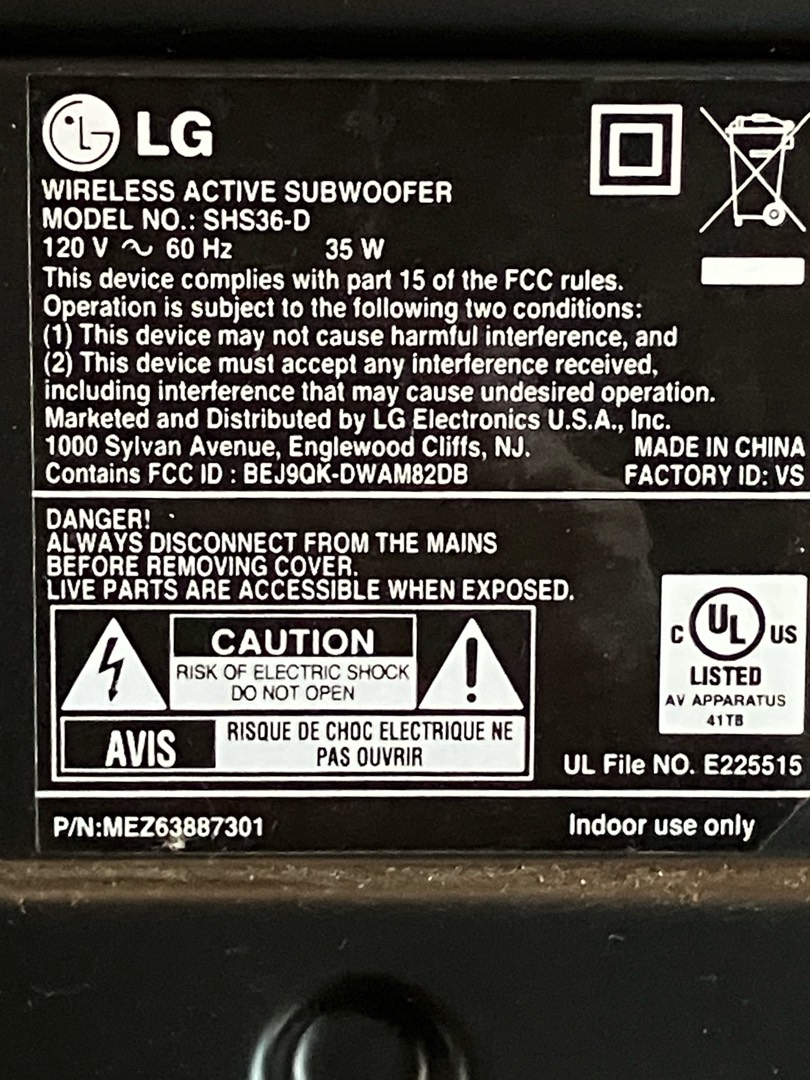 LG
WIRELESS ACTIVE SUBWOOFER
MODEL NO.: SHS36-D
120 V ~ 60 Hz 35 W
This device complies with part 15 of the FCC rules.
Operation is subject to the following two conditions:
(1) This device may not cause harmful interference, and
(2) This device must accept any interference received,
including interference that may cause undesired operation.
Marketed and Distributed by LG Electronics U.S.A., Inc.
1000 Sylvan Avenue, Englewood Cliffs, NJ. MADE IN CHINA
Contains FCC ID : BEJ9QK-DWAM82DB FACTORY ID: VS
DANGER!
ALWAYS DISCONNECT FROM THE MAINS
BEFORE REMOVING COVER.
LIVE PARTS ARE ACCESSIBLE WHEN EXPOSED.
CAUTION
RISK OF ELECTRIC SHOCK
DO NOT OPEN
AVIS
RISQUE DE CHOC ELECTRIQUE NE
PAS OUVRIR
C UL US
LISTED
AV APPARATUS
41TB
UL File NO. E225515
P/N:MEZ63887301 Indoor use only